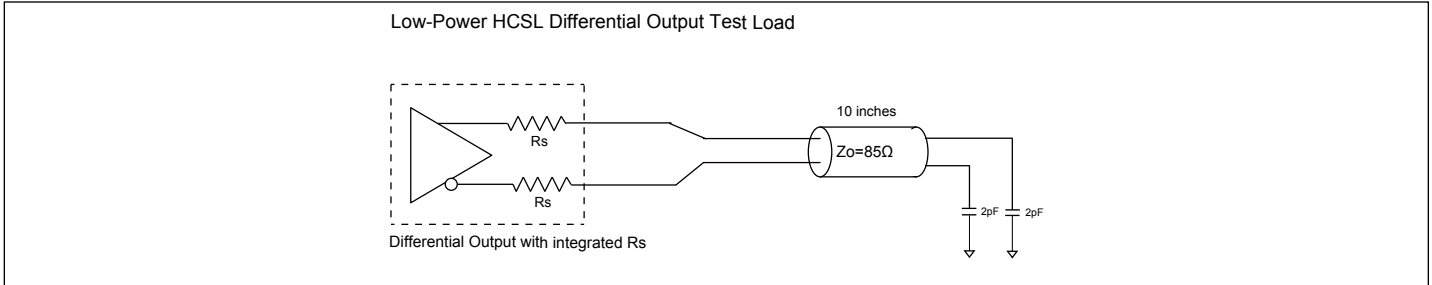 Low-Power HCSL Differential Output Test Load
10 inches
Rs
Zo=85Ω
Rs
2pF
2pF
Differential Output with integrated Rs